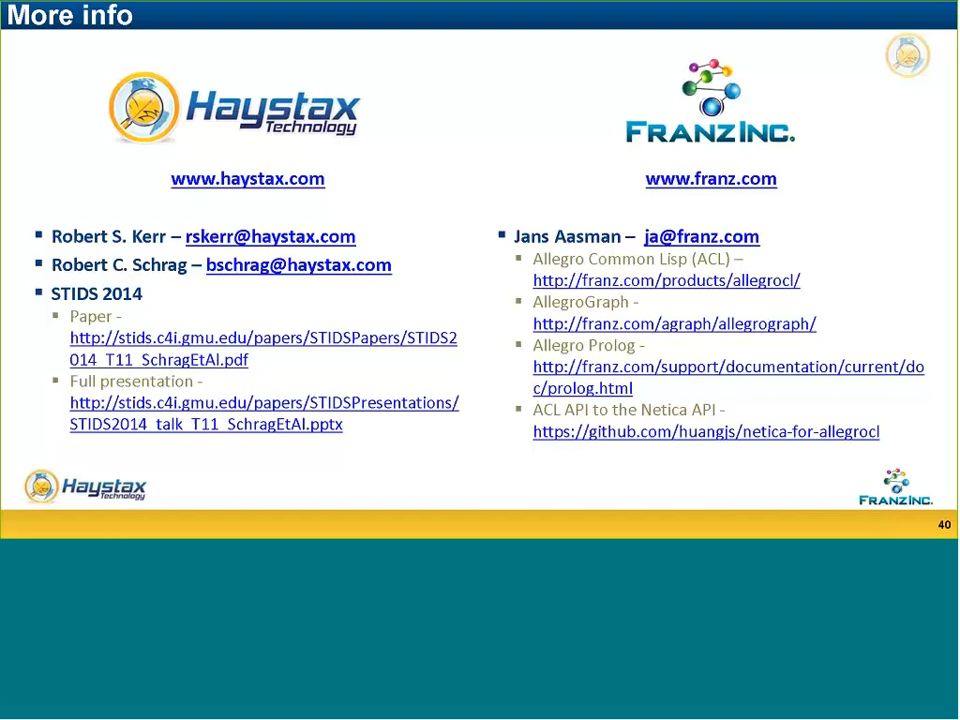 More info
Haystax
Technology
FRANZ INC.
www.haystax.com
www.franz.com
▪ Robert S. Kerr – rskerr@haystax.com
▪ Robert C. Schrag – bschrag@haystax.com
▪ STIDS 2014
▪ Paper -
http://stids.c4i.gmu.edu/papers/STIDSPapers/STIDS2
014_T11_SchragEtAl.pdf
▪ Full presentation -
http://stids.c4i.gmu.edu/papers/STIDSPresentations/
STIDS2014_talk_T11_SchragEtAl.pptx
▪ Jans Aasman – ja@franz.com
▪ Allegro Common Lisp (ACL) –
http://franz.com/products/allegrocl/
▪ AllegroGraph -
http://franz.com/agraph/allegrograph/
▪ Allegro Prolog -
http://franz.com/support/documentation/current/do
c/prolog.html
▪ ACL API to the Netica API -
https://github.com/huangjs/netica-for-allegrocl
Haystax
Technology
FRANZ INC.
40